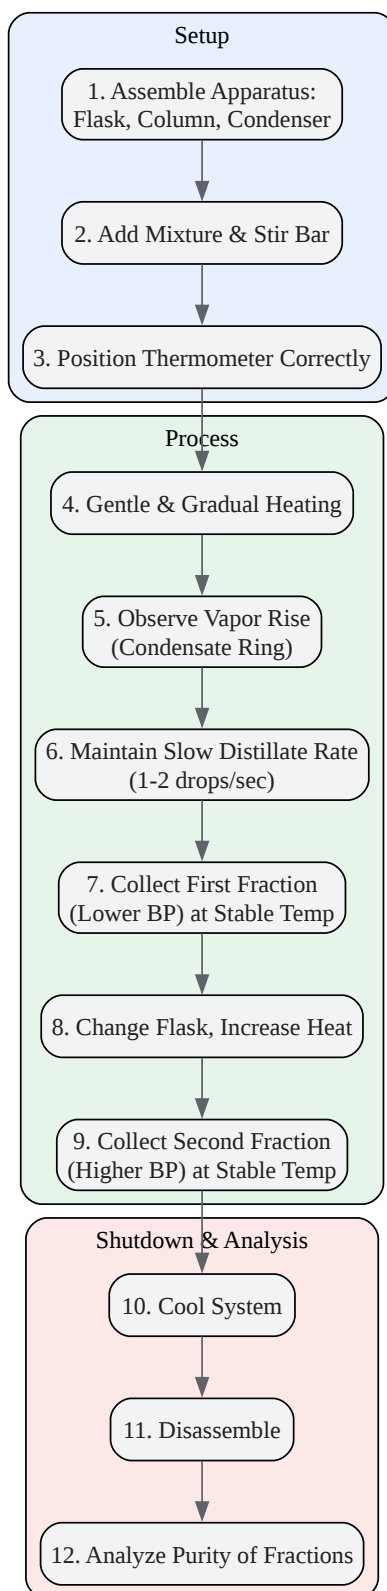 Setup
1. Assemble Apparatus:
Flask, Column, Condenser
2. Add Mixture & Stir Bar
3. Position Thermometer Correctly
Process
4. Gentle & Gradual Heating
5. Observe Vapor Rise
(Condensate Ring)
6. Maintain Slow Distillate Rate
(1-2 drops/sec)
7. Collect First Fraction
(Lower BP) at Stable Temp
8. Change Flask, Increase Heat
9. Collect Second Fraction
(Higher BP) at Stable Temp
Shutdown & Analysis
10. Cool System
11. Disassemble
12. Analyze Purity of Fractions